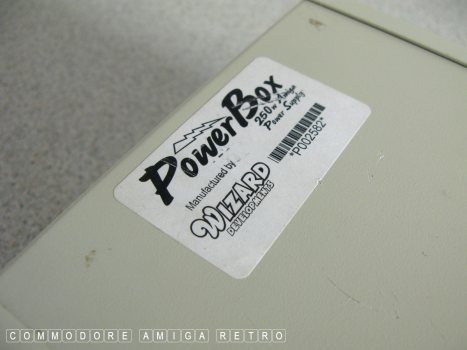 PowerBox
250w Amiga
Power Supply
Manufactured by
WIZARD
DEVELOPMENTS
*P002582*
COMMODORE AMIGA RETRO